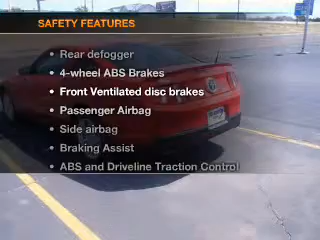 SAFETY FEATURES
• Rear defogger
• 4-wheel ABS Brakes
• Front Ventilated disc brakes
• Passenger Airbag
• Side airbag
• Braking Assist
• ABS and Driveline Traction Control